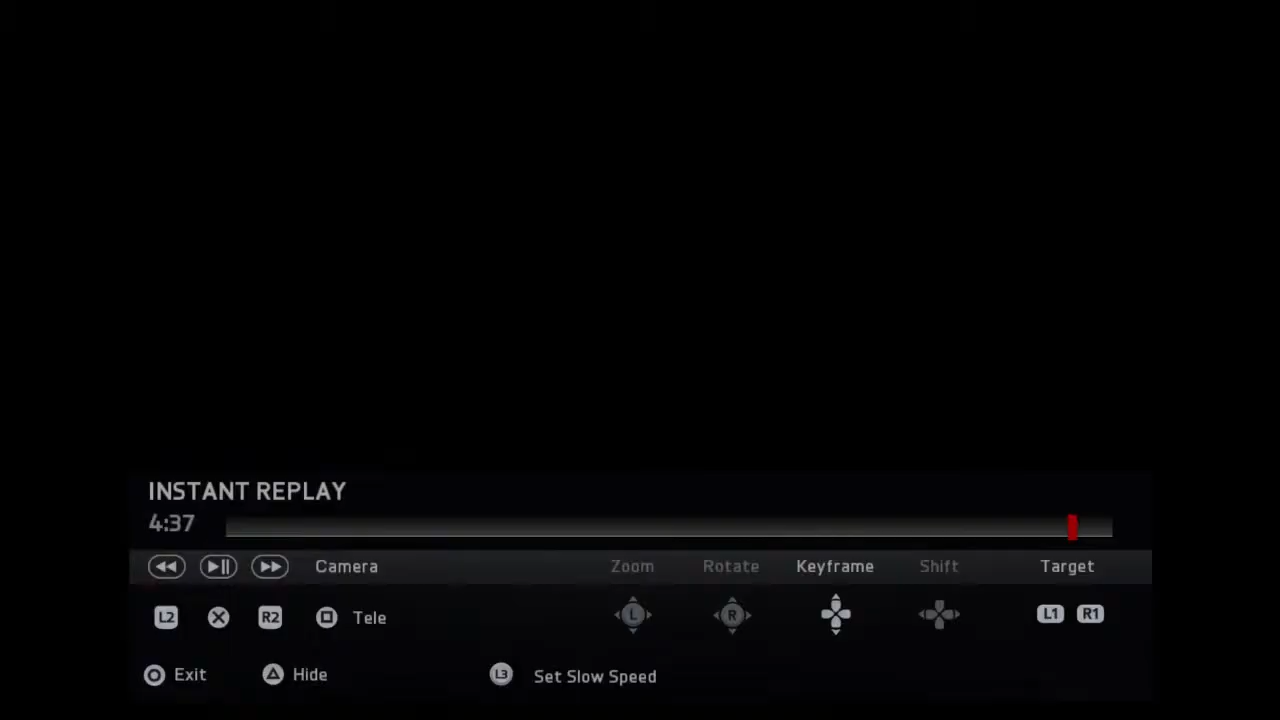 INSTANT REPLAY
4:37
Camera Zoom Rotate Keyframe Shift Target
L2 R2 Tele L R L1 R1
Exit Hide L3 Set Slow Speed